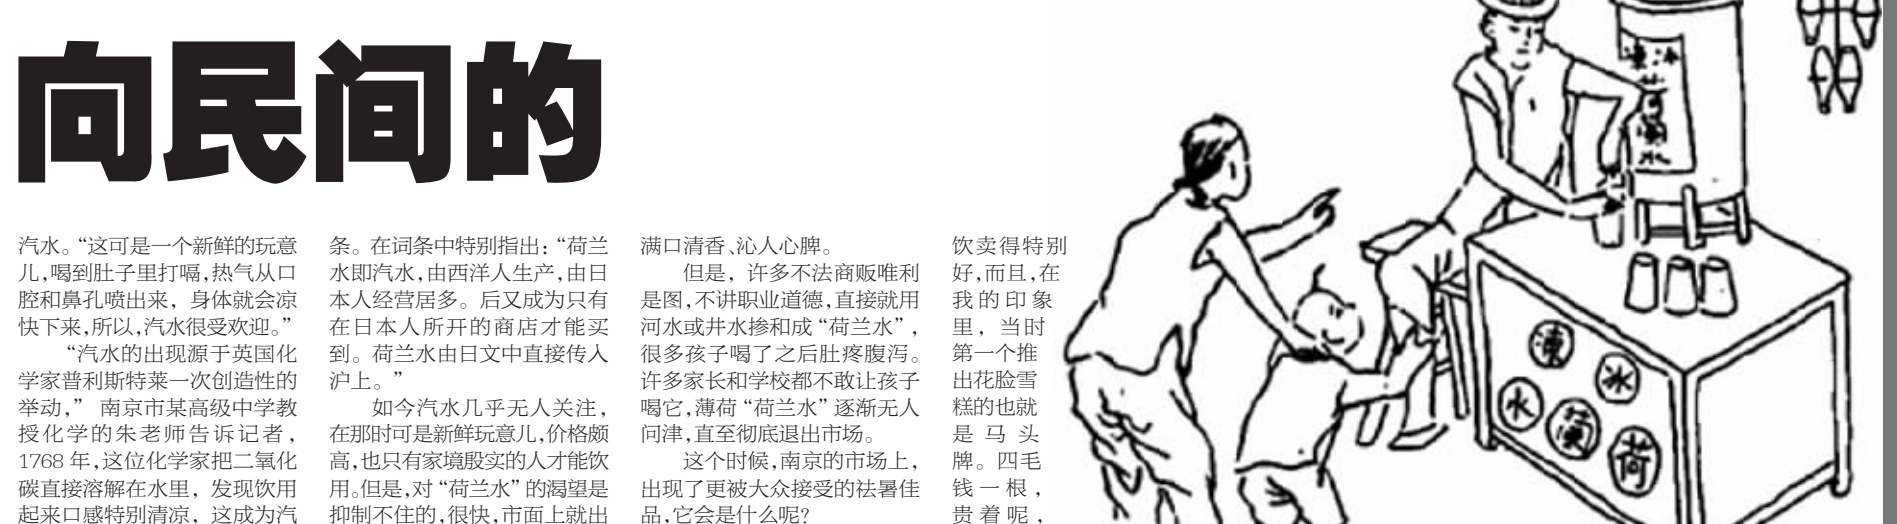 向民间的
汽水。“这可是一个新鲜的玩意
儿,喝到肚子里打嗝,热气从口
腔和鼻孔喷出来，身体就会凉
快下来,所以,汽水很受欢迎。”
“汽水的出现源于英国化
学家普利斯特莱一次创造性的
举动,” 南京市某高级中学教
授化学的朱老师告诉记者，
1768 年,这位化学家把二氧化
碳直接溶解在水里，发现饮用
起来口感特别清凉，这成为汽
条。在词条中特别指出：“荷兰
水即汽水,由西洋人生产,由日
本人经营居多。后又成为只有
在日本人所开的商店才能买
到。荷兰水由日文中直接传入
沪上。”
如今汽水几乎无人关注，
在那时可是新鲜玩意儿,价格颇
高,也只有家境殷实的人才能饮
用。但是,对“荷兰水”的渴望是
抑制不住的,很快,市面上就出
满口清香、沁人心脾。
但是，许多不法商贩唯利
是图,不讲职业道德,直接就用
河水或井水掺和成“荷兰水”，
很多孩子喝了之后肚疼腹泻。
许多家长和学校都不敢让孩子
喝它,薄荷“荷兰水”逐渐无人
问津,直至彻底退出市场。
这个时候,南京的市场上，
出现了更被大众接受的祛暑佳
品,它会是什么呢?
饮卖得特别
好,而且,在
我的印象
里，当时
第一个推
出花脸雪
糕的也就
是马头
牌。四毛
钱一根，
贵着呢，
凍
冰
水
蘭
荷